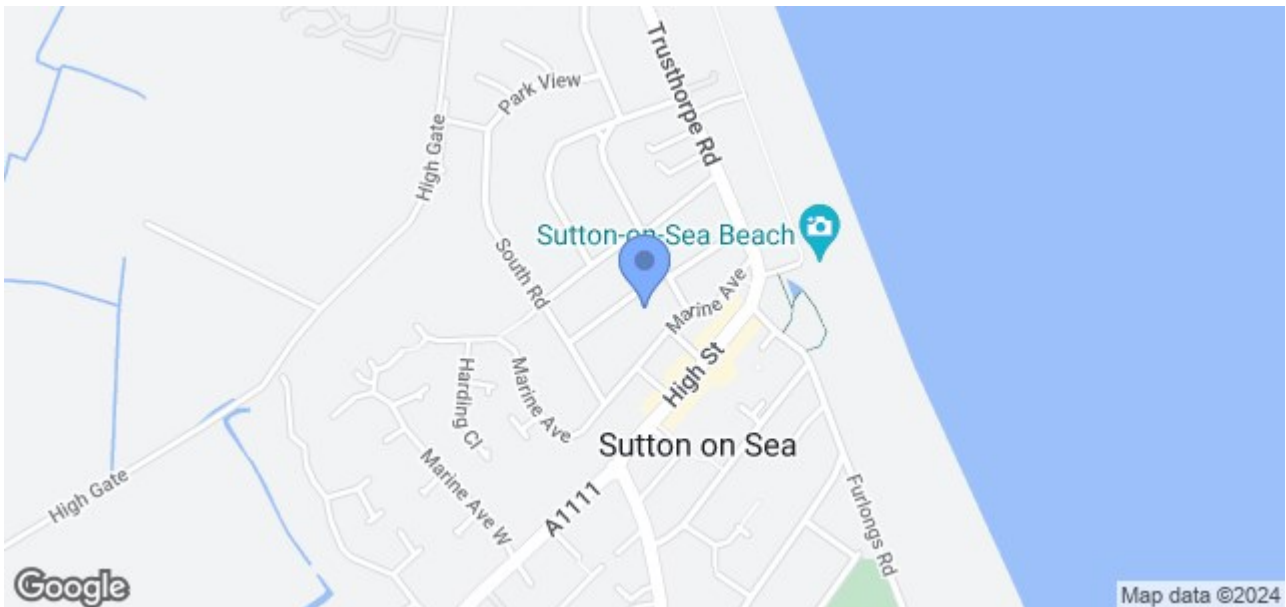 Trusthorpe Rd
Park View
High Gate
Sutton-on-Sea Beach
South Rd
Marine Ave
High St
Harding Cl
Marine Ave
Sutton on Sea
Marine Ave W
High Gate
A1111
Furlongs Rd
Google
Map data ©2024